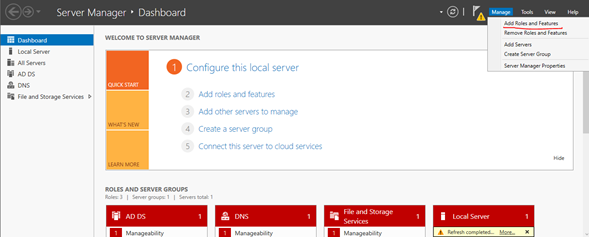 Server Manager • Dashboard
Manage Tools View Help
Add Roles and Features
Remove Roles and Features
Add Servers
Create Server Group
Server Manager Properties
Dashboard
Local Server
All Servers
AD DS
DNS
File and Storage Services
WELCOME TO SERVER MANAGER
QUICK START
WHAT'S NEW
LEARN MORE
1 Configure this local server
2 Add roles and features
3 Add other servers to manage
4 Create a server group
5 Connect this server to cloud services
Hide
ROLES AND SERVER GROUPS
Roles: 3 | Server groups: 1 | Servers total: 1
AD DS 1
1 Manageability
DNS 1
1 Manageability
File and Storage Services 1
1 Manageability
Local Server 1
Refresh completed... More... X
1 Manageability